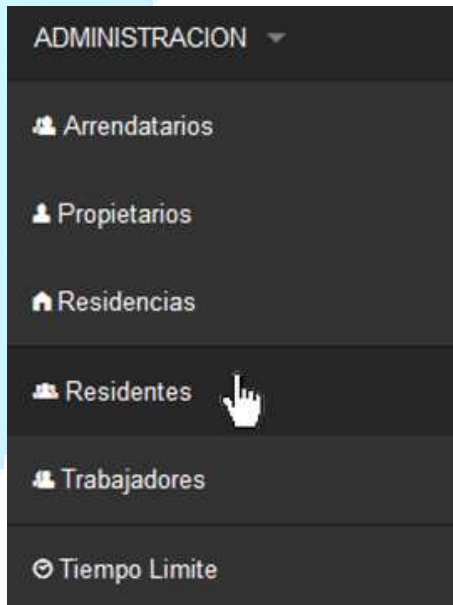 ADMINISTRACION
Arrendatarios
Propietarios
Residencias
Residentes
Trabajadores
Tiempo Limite